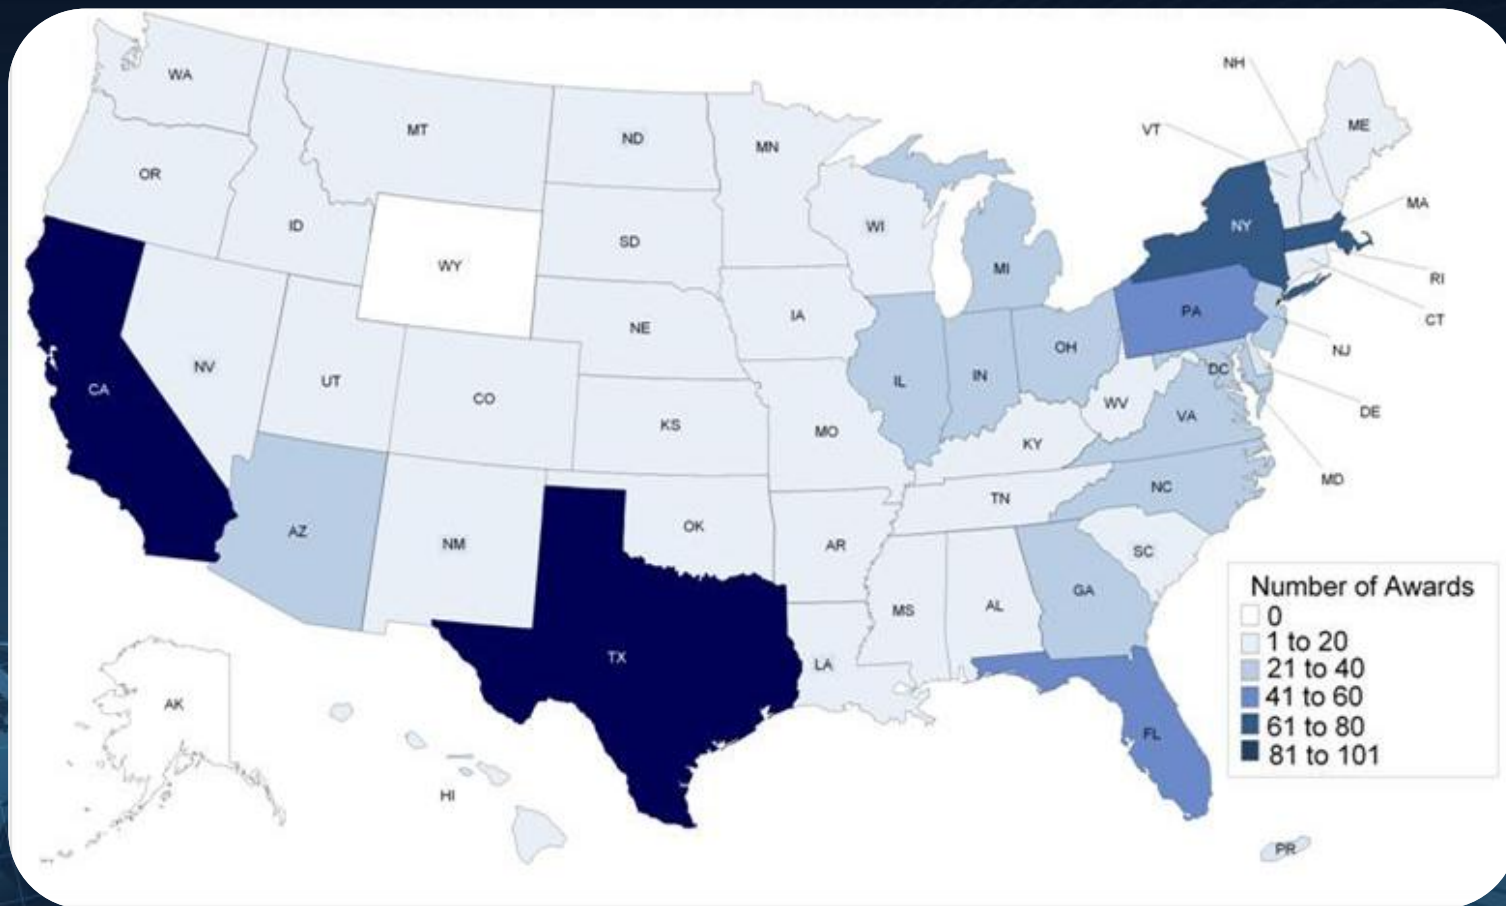 WA
MT
ND
MN
OR
ID
SD
WI
WY
MI
NE
IA
NV
UT
CO
KS
MO
IL
IN
OH
CA
AZ
NM
OK
AR
TX
LA
MS
AL
GA
TN
KY
WV
VA
NC
SC
FL
PA
NY
DC
NH
VT
ME
MA
RI
CT
NJ
DE
MD
AK
HI
PR
Number of Awards
0
1 to 20
21 to 40
41 to 60
61 to 80
81 to 101